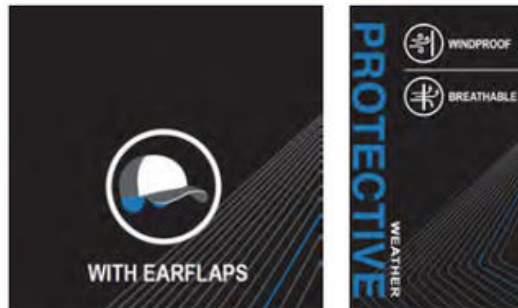 WITH EARFLAPS
PROTECTIVE
WEATHER
WINDPROOF
BREATHABLE